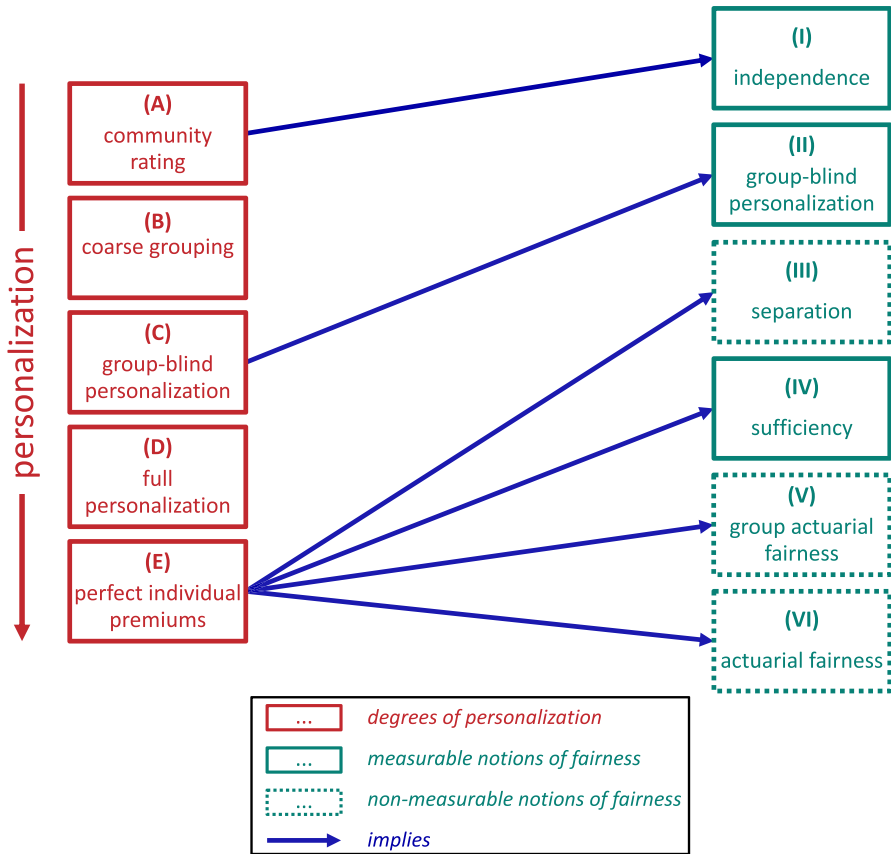 personalization
(A)
community
rating
(B)
coarse grouping
(C)
group-blind
personalization
(D)
full
personalization
(E)
perfect individual
premiums
(I)
independence
(II)
group-blind
personalization
(III)
separation
(IV)
sufficiency
(V)
group actuarial
fairness
(VI)
actuarial fairness
... degrees of personalization
... measurable notions of fairness
... non-measurable notions of fairness
implies